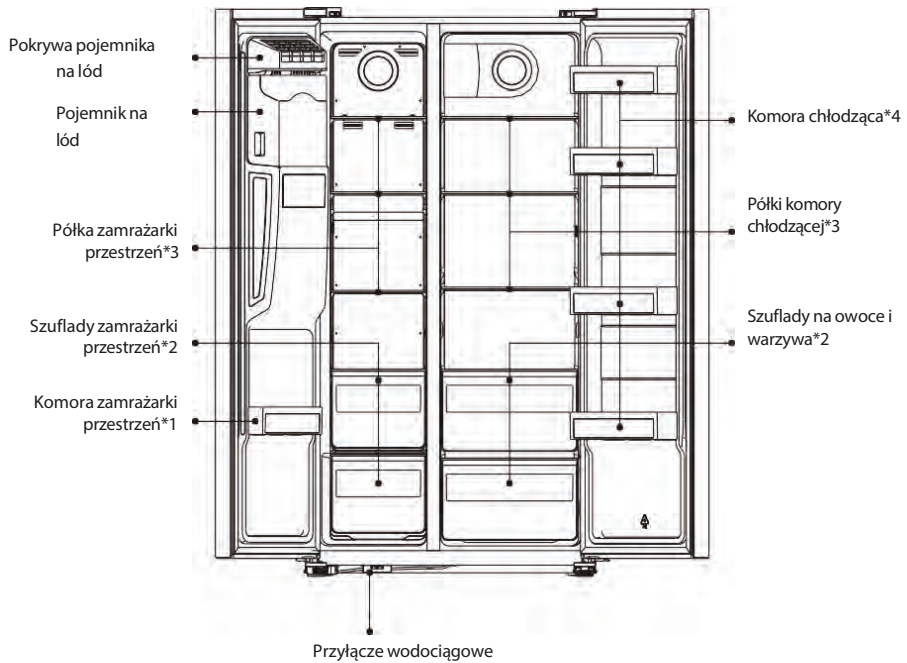 Pokrywa pojemnika
na lód
Pojemnik na
lód
Półka zamrażarki
przestrzeń*3
Szuflady zamrażarki
przestrzeń*2
Komora zamrażarki
przestrzeń*1
Komora chłodząca*4
Półki komory
chłodzącej*3
Szuflady na owoce i
warzywa*2
Przyłącze wodociągowe